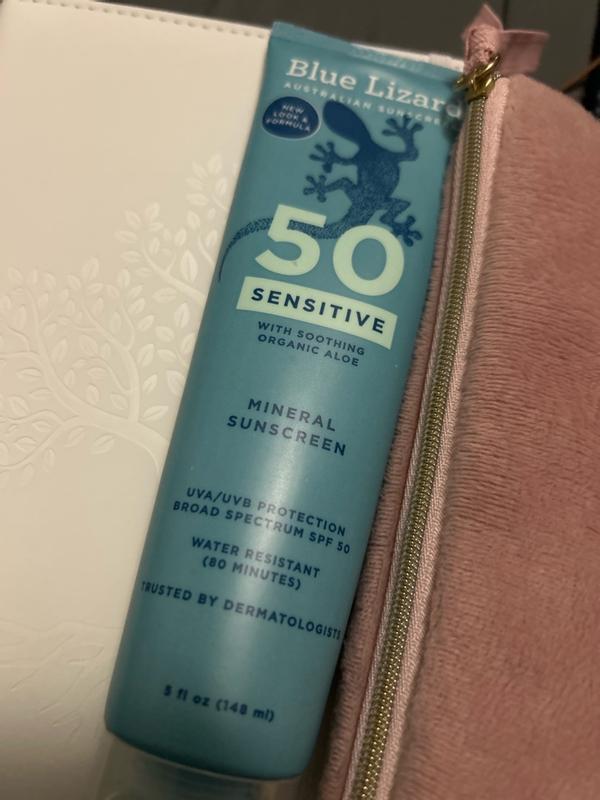 Blue Lizard
AUSTRALIAN SUNSCREEN
NEW
LOOK &
FORMULA
50
SENSITIVE
WITH SOOTHING
ORGANIC ALOE
MINERAL
SUNSCREEN
UVA/UVB PROTECTION
BROAD SPECTRUM SPF 50
WATER RESISTANT
(80 MINUTES)
TRUSTED BY DERMATOLOGISTS
5 fl oz (148 ml)